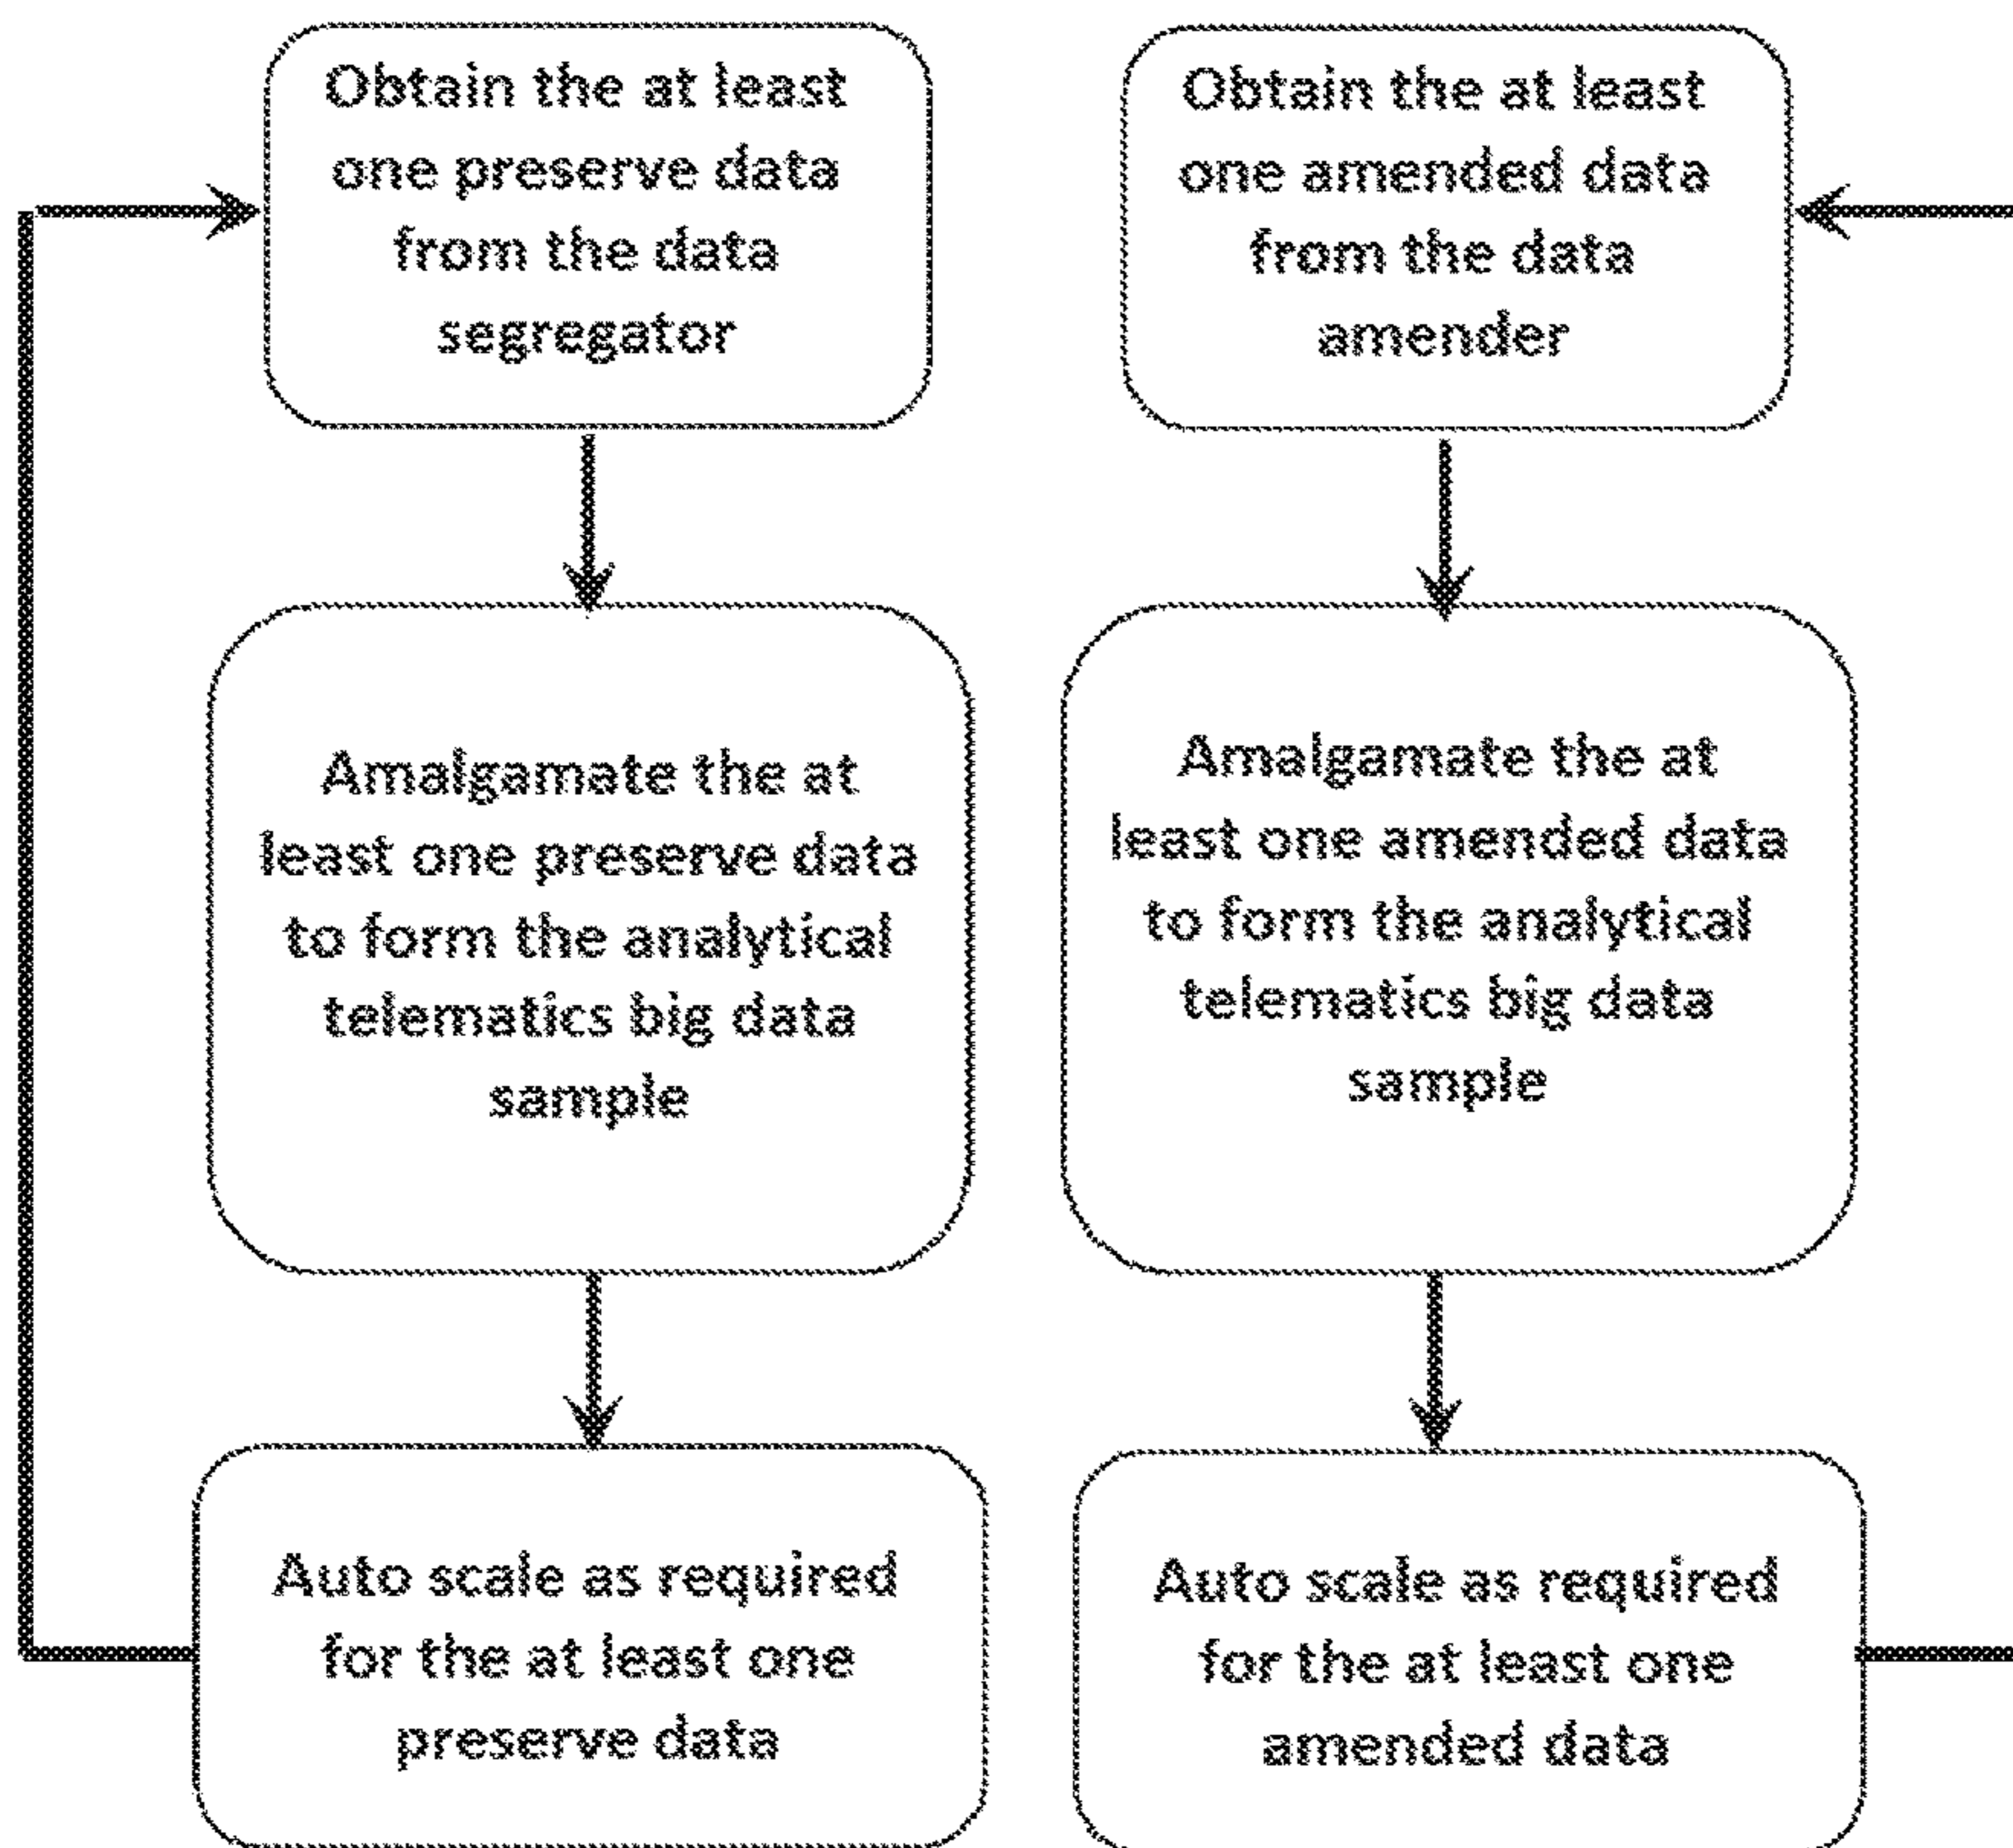 Obtain the at least
one preserve data
from the data
segregator
Amalgamate the at
least one preserve data
to form the analytical
telematics big data
sample
Auto scale as required
for the at least one
preserve data
Obtain the at least
one amended data
from the data
amender
Amalgamate the at
least one amended data
to form the analytical
telematics big data
sample
Auto scale as required
for the at least one
amended data